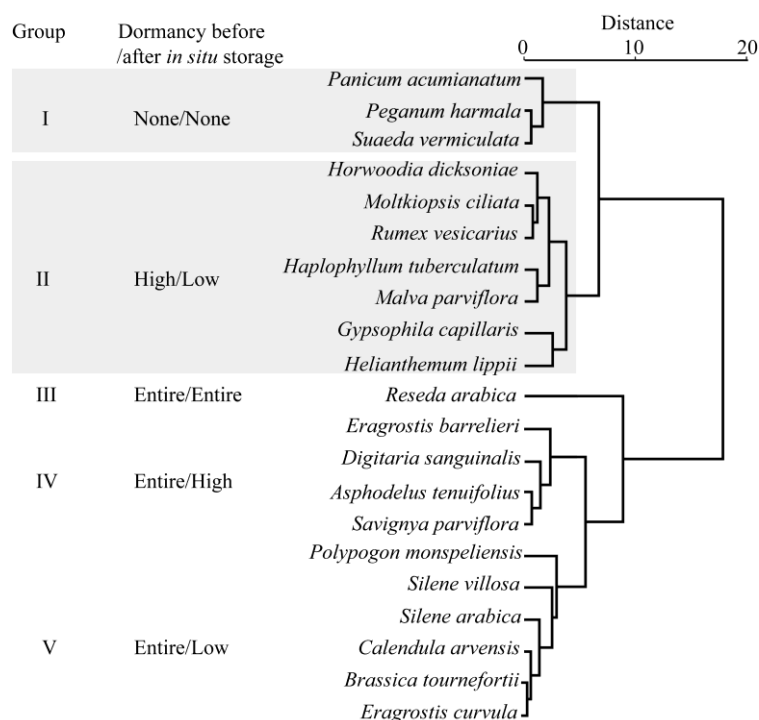 Group Dormancy before Distance
/after in situ storage
0 10 20
Panicum acumianatum
I None/None Peganum harmala
Suaeda vermiculata
Horwoodia dicksoniae
Moltkiopsis ciliata
Rumex vesicarius
II High/Low Haplophyllum tuberculatum
Malva parviflora
Gypsophila capillaris
Helianthemum lippii
III Entire/Entire Reseda arabica
Eragrostis barrelieri
Digitaria sanguinalis
IV Entire/High Asphodelus tenuifolius
Savignya parviflora
Polypogon monspeliensis
Silene villosa
Silene arabica
V Entire/Low Calendula arvensis
Brassica tournefortii
Eragrostis curvula